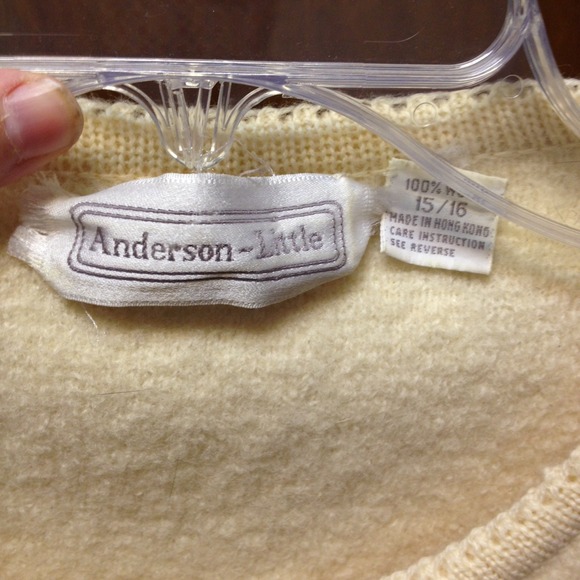 Anderson-Little
100%
15/16
MADE IN HONG KONG
CARE INSTRUCTION
SEE REVERSE